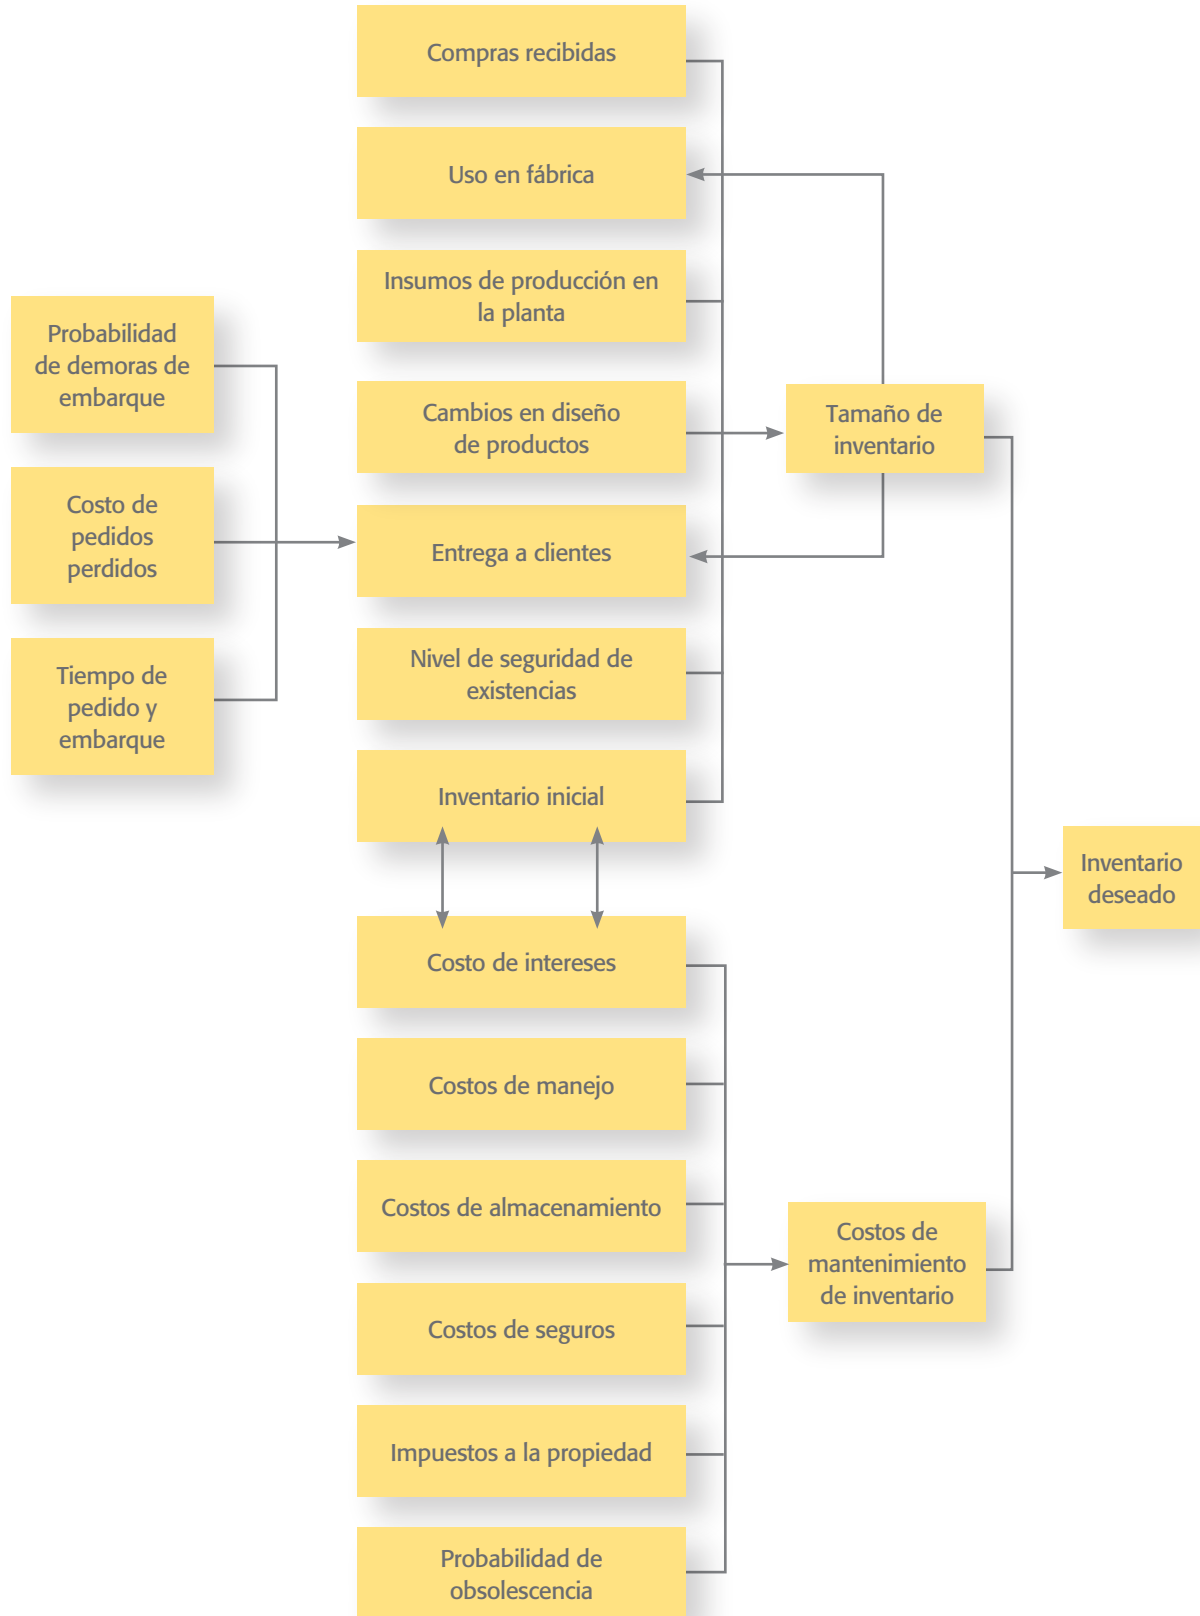 Compras recibidas
Uso en fábrica
Insumos de producción en
la planta
Probabilidad
de demoras de
embarque
Cambios en diseño
de productos
Tamaño de
inventario
Costo de
pedidos
perdidos
Entrega a clientes
Tiempo de
pedido y
embarque
Nivel de seguridad de
existencias
Inventario inicial
Inventario
deseado
Costo de intereses
Costos de manejo
Costos de almacenamiento
Costos de
mantenimiento
de inventario
Costos de seguros
Impuestos a la propiedad
Probabilidad de
obsolescencia